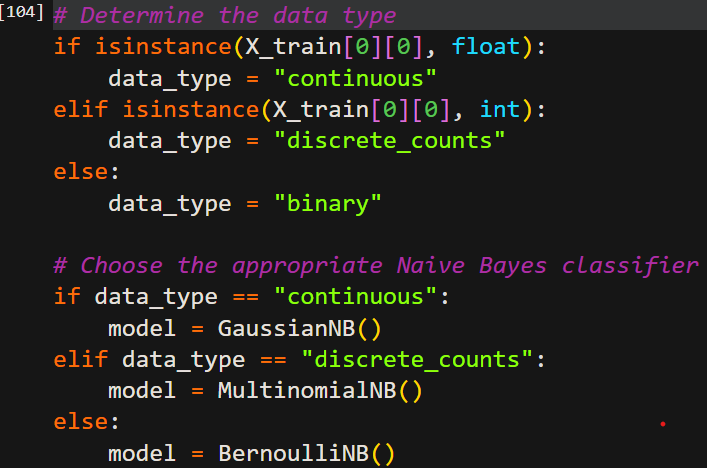 [104] # Determine the data type
if isinstance(X_train[0][0], float):
    data_type = "continuous"
elif isinstance(X_train[0][0], int):
    data_type = "discrete_counts"
else:
    data_type = "binary"

# Choose the appropriate Naive Bayes classifier
if data_type == "continuous":
    model = GaussianNB()
elif data_type == "discrete_counts":
    model = MultinomialNB()
else:
    model = BernoulliNB()